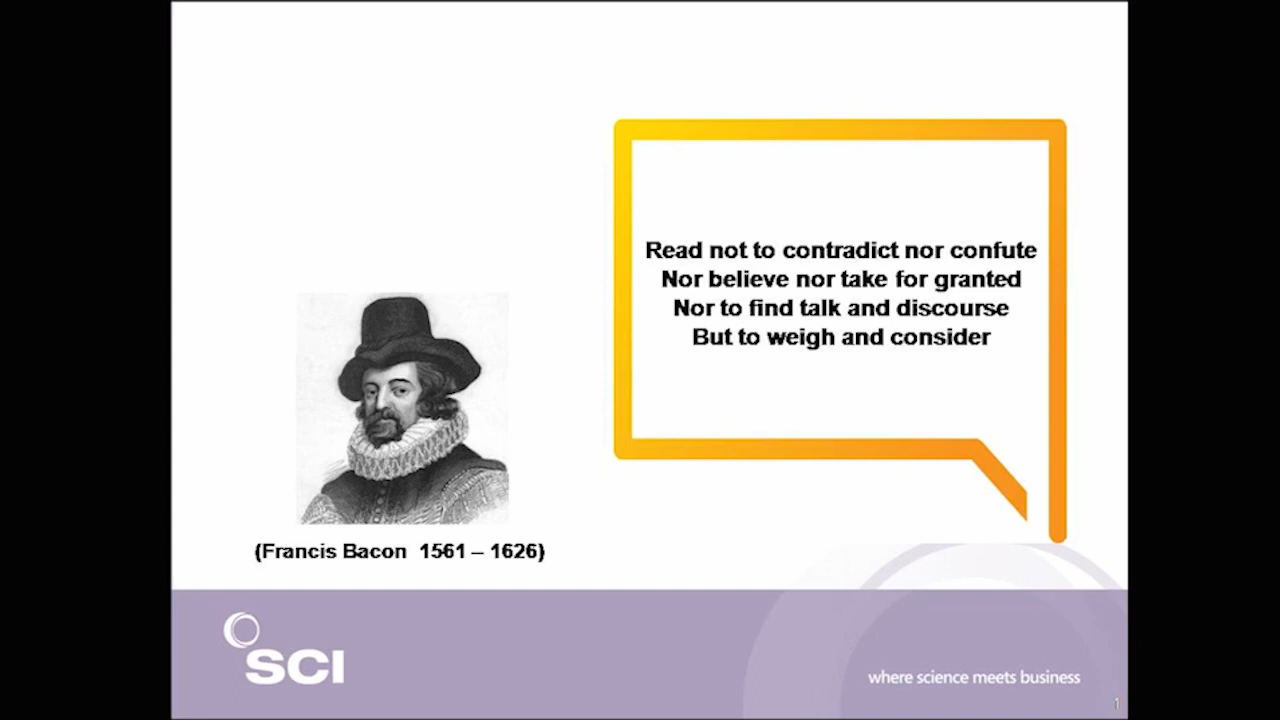 Read not to contradict nor confute
Nor believe nor take for granted
Nor to find talk and discourse
But to weigh and consider
(Francis Bacon 1561 – 1626)
SCI
where science meets business
1